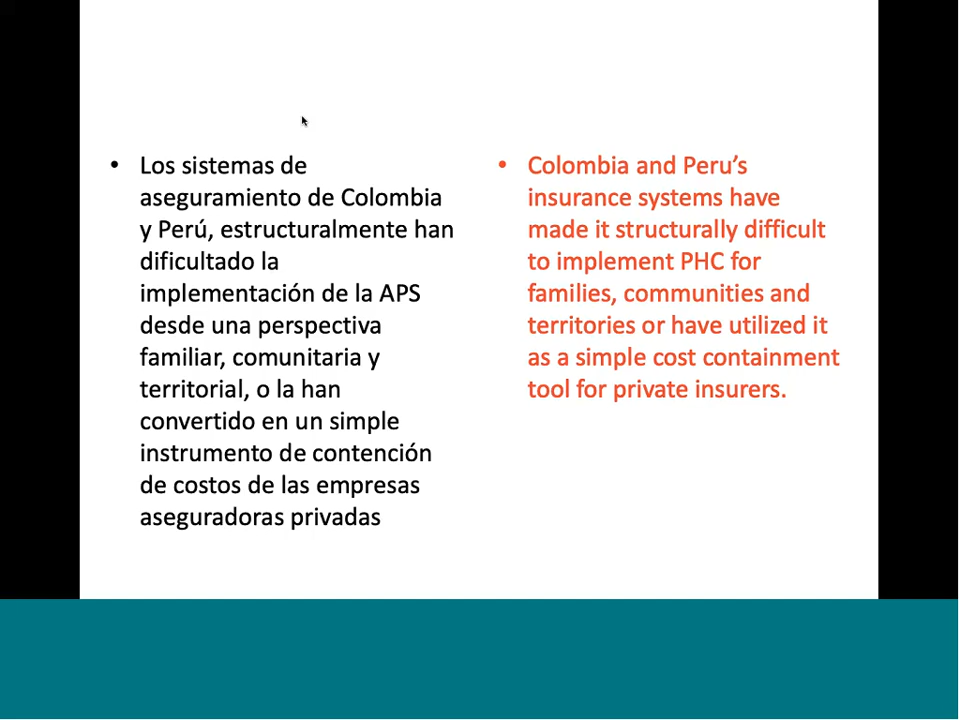 • Los sistemas de
aseguramiento de Colombia
y Perú, estructuralmente han
dificultado la
implementación de la APS
desde una perspectiva
familiar, comunitaria y
territorial, o la han
convertido en un simple
instrumento de contención
de costos de las empresas
aseguradoras privadas
• Colombia and Peru’s
insurance systems have
made it structurally difficult
to implement PHC for
families, communities and
territories or have utilized it
as a simple cost containment
tool for private insurers.